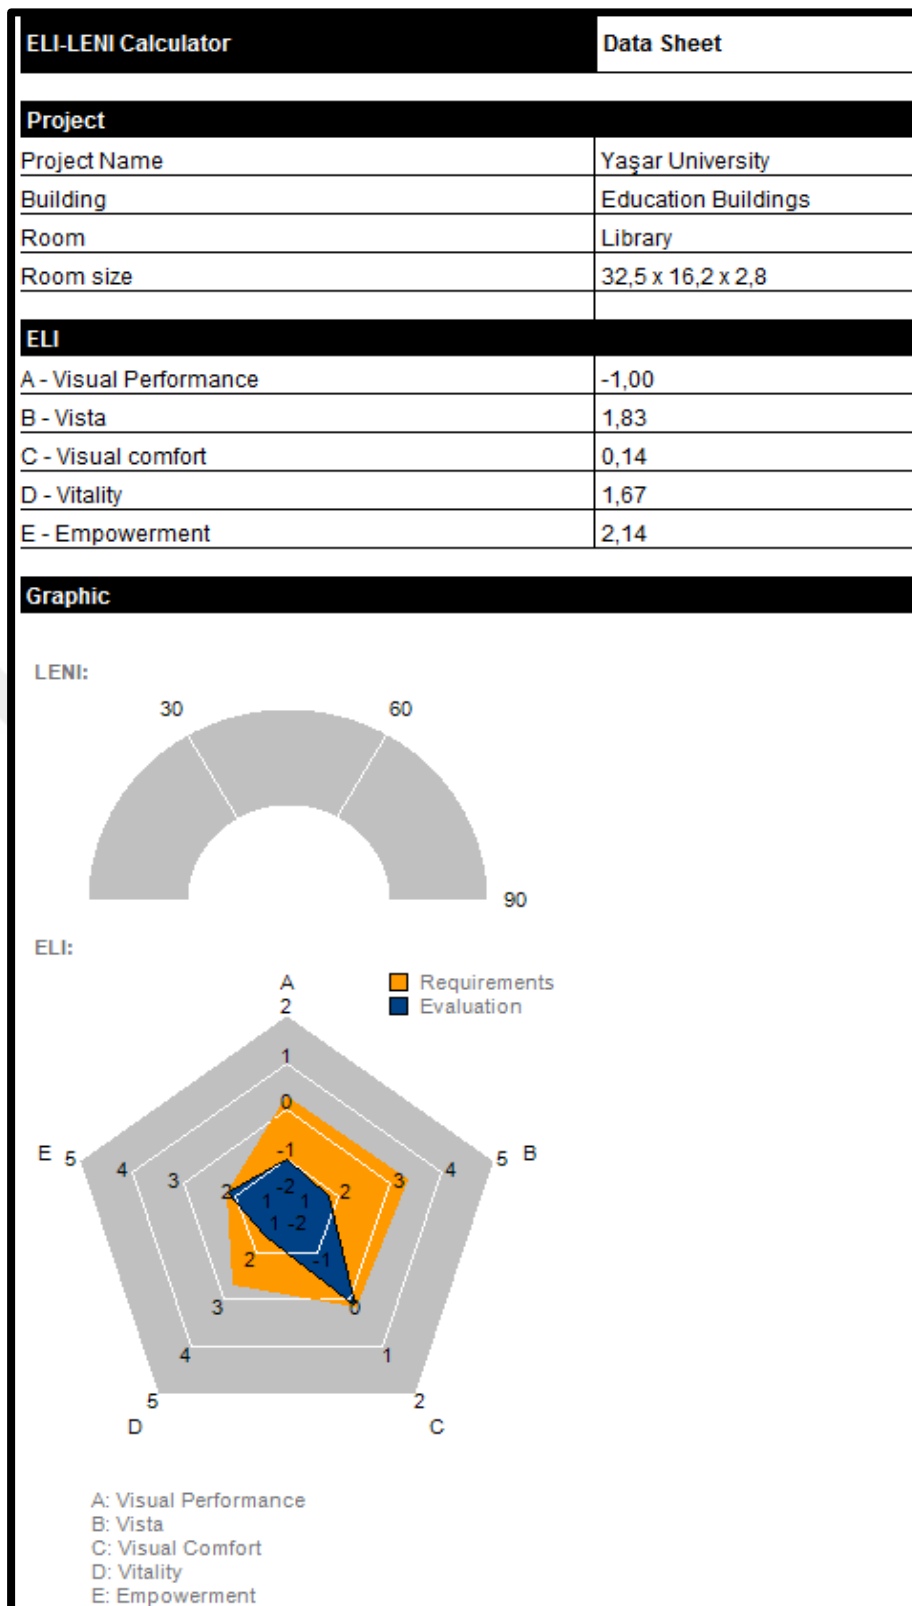 ELI-LENI Calculator Data Sheet
Project
Project Name Yaşar University
Building Education Buildings
Room Library
Room size 32,5 x 16,2 x 2,8
ELI
A - Visual Performance -1,00
B - Vista 1,83
C - Visual comfort 0,14
D - Vitality 1,67
E - Empowerment 2,14
Graphic
LENI:
30 60
90
ELI:
A Requirements
2 Evaluation
1
0
E 5 4 3 -1 3 4 5 B
2 1 -2 1 2
1 -2
2 -1
3 0
4 1
5 2
D C
A: Visual Performance
B: Vista
C: Visual Comfort
D: Vitality
E: Empowerment